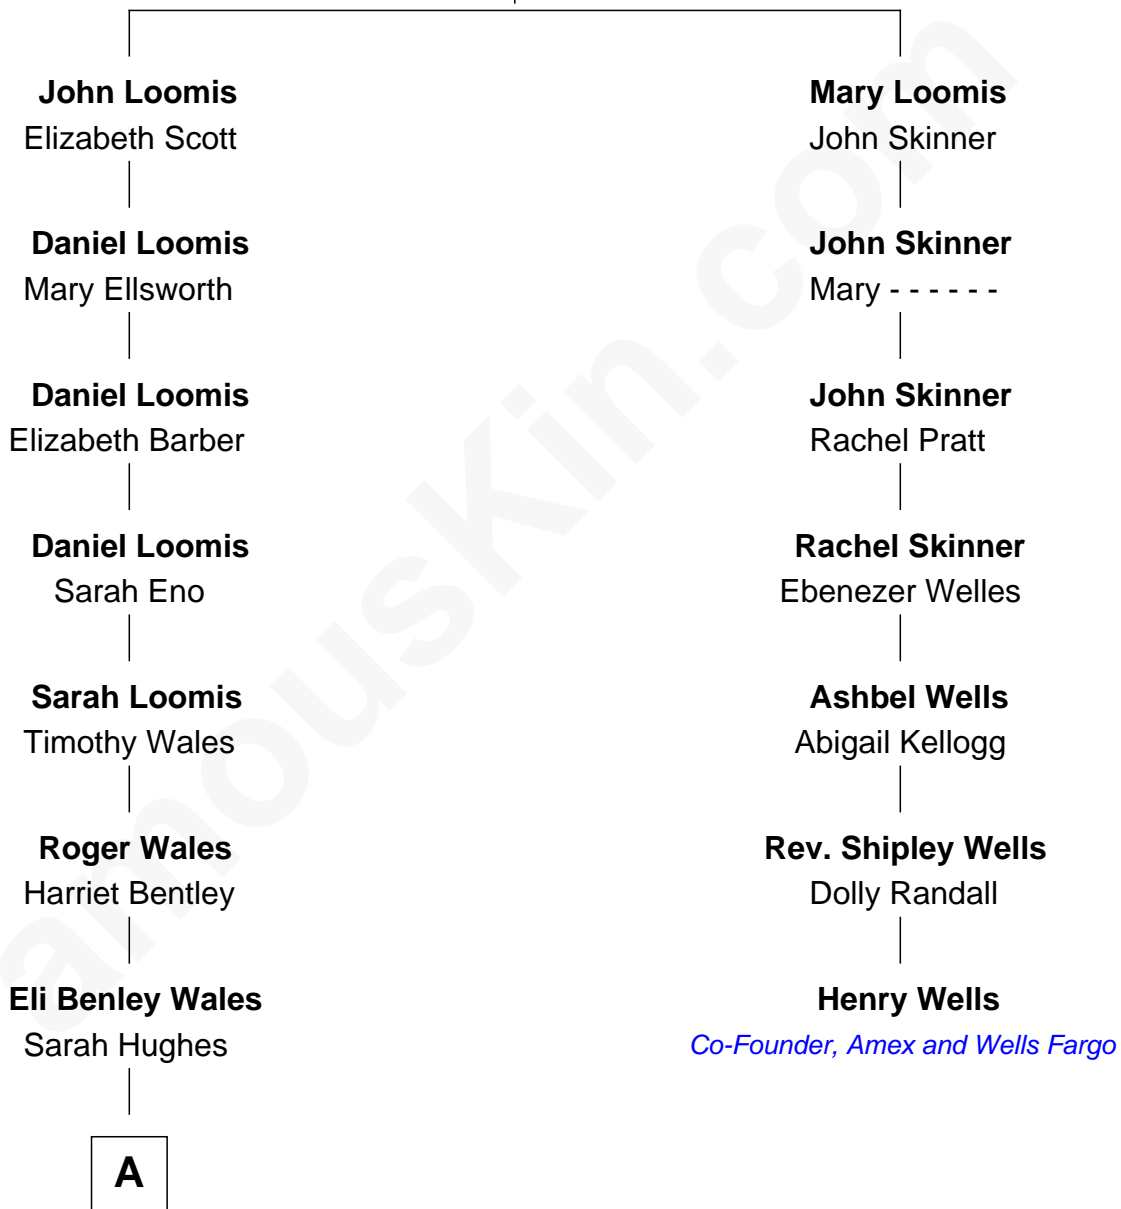 John Loomis
Elizabeth Scott
Daniel Loomis
Mary Ellsworth
Daniel Loomis
Elizabeth Barber
Daniel Loomis
Sarah Eno
Sarah Loomis
Timothy Wales
Roger Wales
Harriet Bentley
Eli Benley Wales
Sarah Hughes
A
Mary Loomis
John Skinner
John Skinner
Mary - - - - - -
John Skinner
Rachel Pratt
Rachel Skinner
Ebenezer Welles
Ashbel Wells
Abigail Kellogg
Rev. Shipley Wells
Dolly Randall
Henry Wells
Co-Founder, Amex and Wells Fargo
amousKin.com